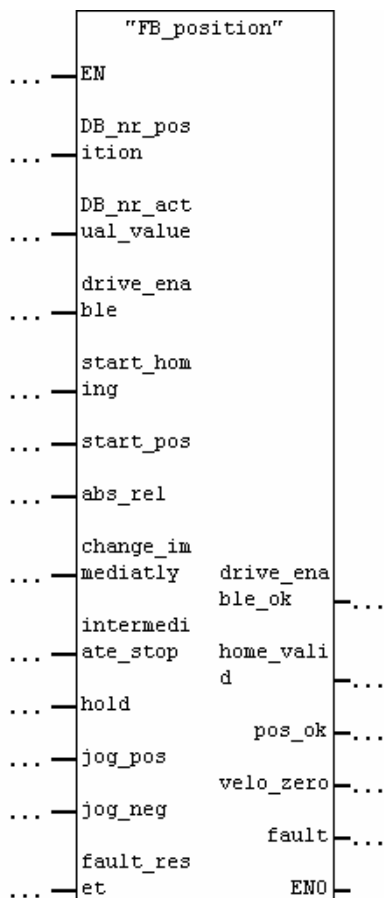 "FB_position"
... EN
DB_nr_pos
... ition
DB_nr_act
... ual_value
drive_ena
... ble
start_hom
... ing
... start_pos
... abs_rel
change_im
... mediatly drive_ena
ble_ok ...
intermedi
... ate_stop home_vali
d ...
... hold
pos_ok ...
... jog_pos
velo_zero ...
... jog_neg
fault ...
fault_res
... et ENO